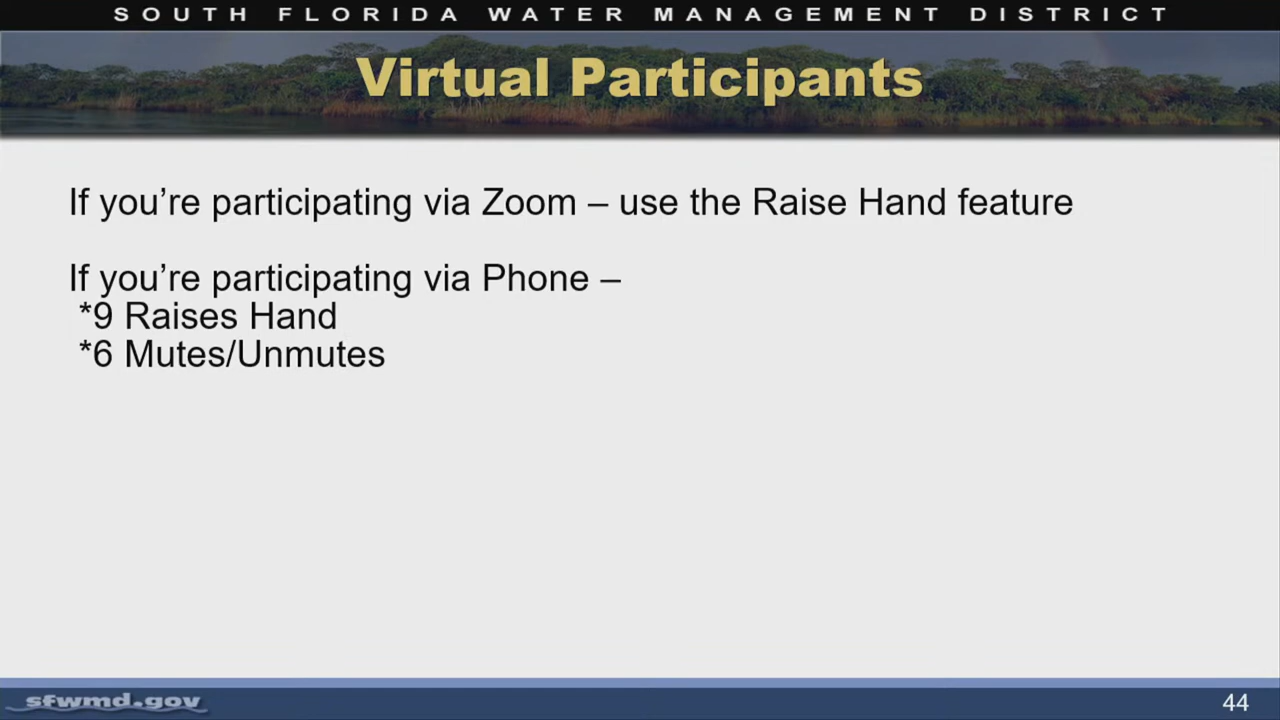 SOUTH FLORIDA WATER MANAGEMENT DISTRICT
Virtual Participants
If you’re participating via Zoom – use the Raise Hand feature
If you’re participating via Phone –
*9 Raises Hand
*6 Mutes/Unmutes
sfwmd.gov
44